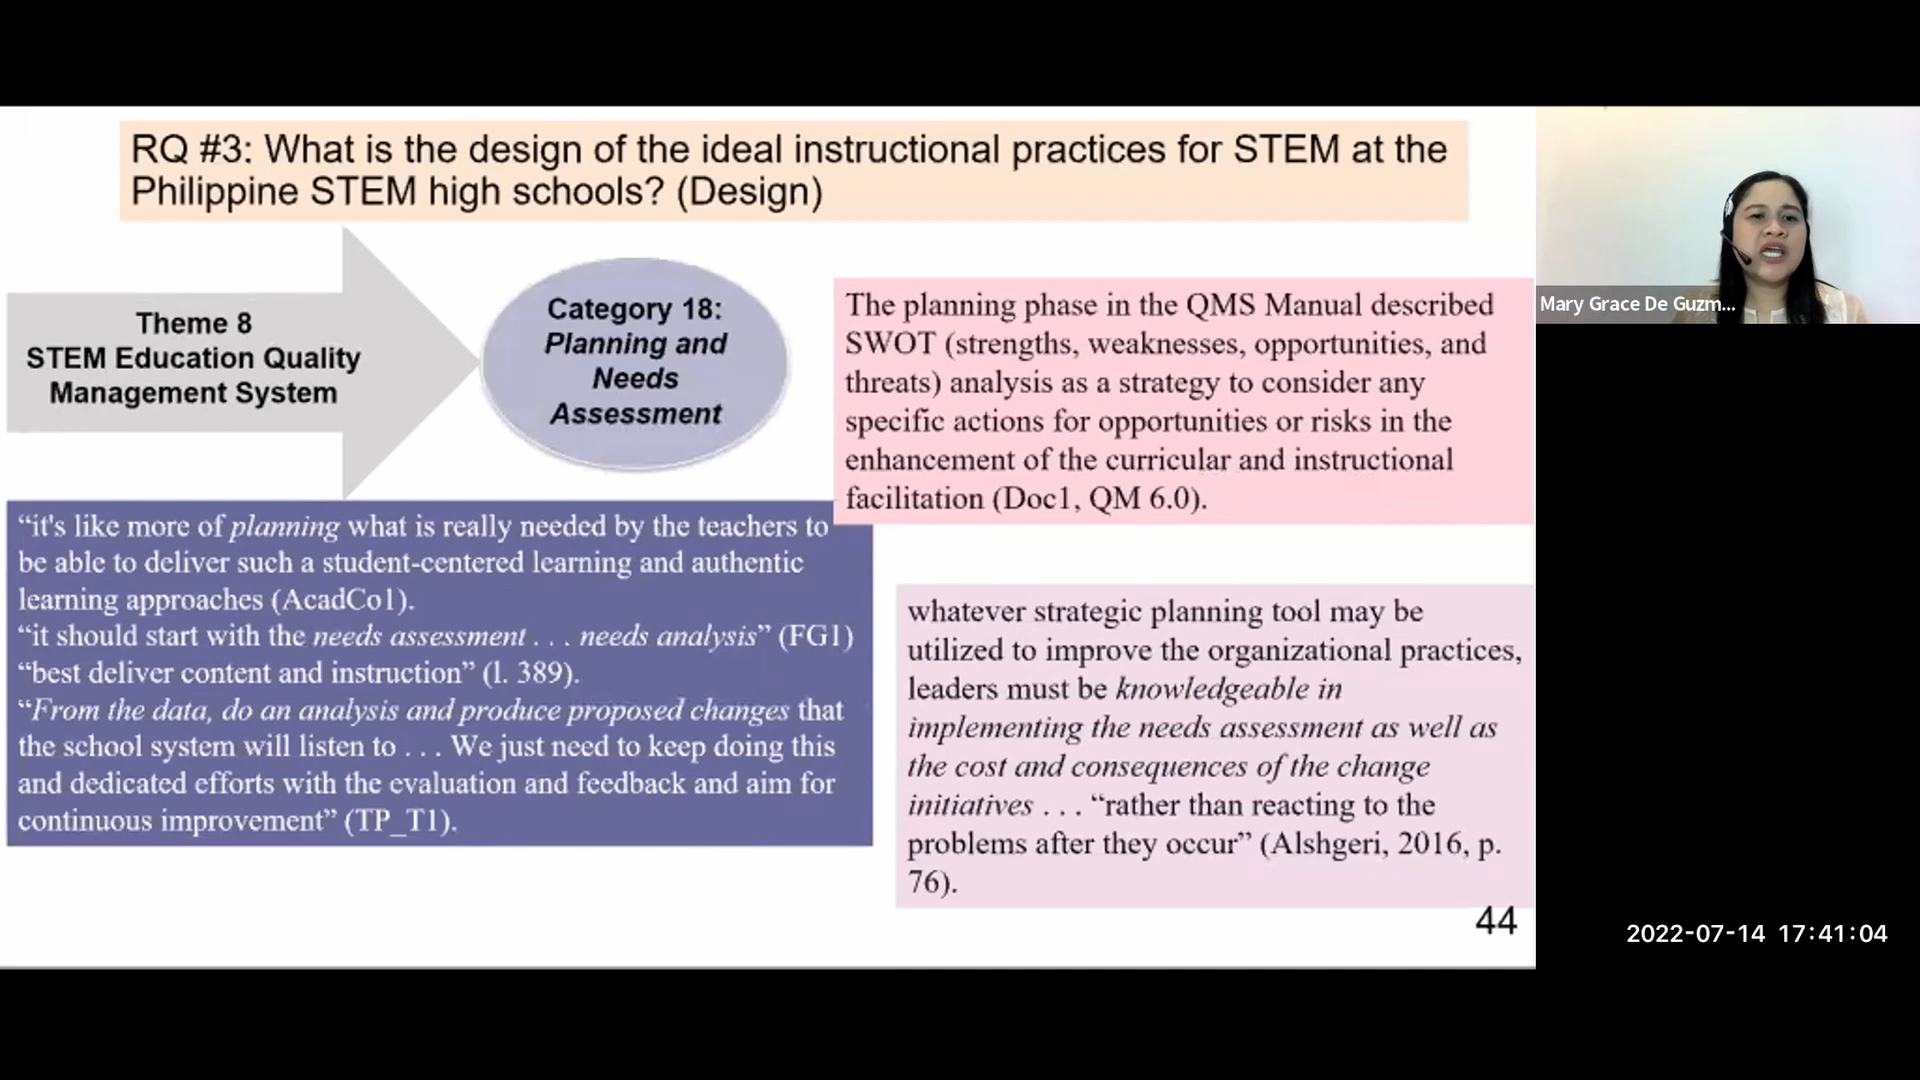 RQ #3: What is the design of the ideal instructional practices for STEM at the
Philippine STEM high schools? (Design)
Theme 8
STEM Education Quality
Management System
Category 18:
Planning and
Needs
Assessment
The planning phase in the QMS Manual described
SWOT (strengths, weaknesses, opportunities, and
threats) analysis as a strategy to consider any
specific actions for opportunities or risks in the
enhancement of the curricular and instructional
facilitation (Doc1, QM 6.0).
“it's like more of planning what is really needed by the teachers to
be able to deliver such a student-centered learning and authentic
learning approaches (AcadCo1).
“it should start with the needs assessment . . . needs analysis” (FG1)
“best deliver content and instruction” (l. 389).
“From the data, do an analysis and produce proposed changes that
the school system will listen to . . . We just need to keep doing this
and dedicated efforts with the evaluation and feedback and aim for
continuous improvement” (TP_T1).
whatever strategic planning tool may be
utilized to improve the organizational practices,
leaders must be knowledgeable in
implementing the needs assessment as well as
the cost and consequences of the change
initiatives . . . “rather than reacting to the
problems after they occur” (Alshgeri, 2016, p.
76).
44
Mary Grace De Guzm...
2022-07-14 17:41:04